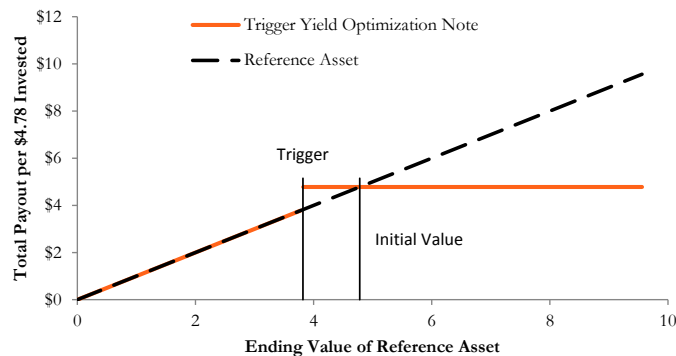 $12
Trigger Yield Optimization Note
$10
Reference Asset
$8
Trigger
$6
$4
Initial Value
$2
$0
0 2 4 6 8 10
Total Payout per $4.78 Invested
Ending Value of Reference Asset